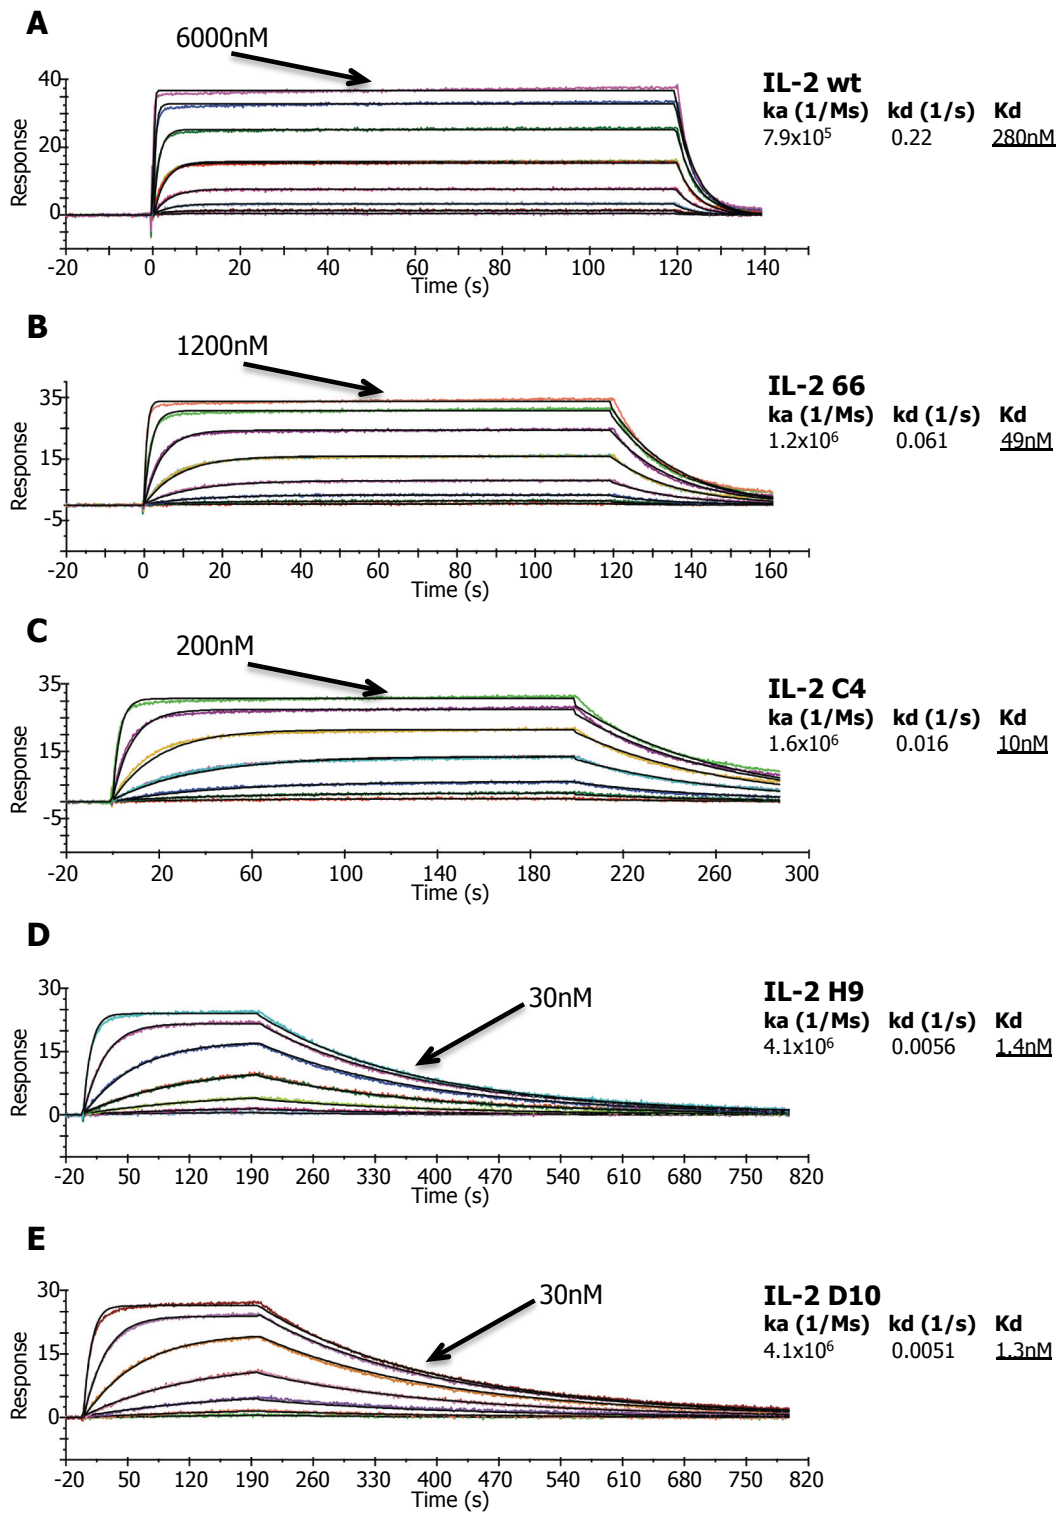 A
6000nM
40
20
0
Response
-20 0 20 40 60 80 100 120 140
Time (s)
IL-2 wt
ka (1/Ms) kd (1/s) Kd
7.9x10⁵ 0.22 280nM
B
1200nM
35
15
-5
Response
-20 0 20 40 60 80 100 120 140 160
Time (s)
IL-2 66
ka (1/Ms) kd (1/s) Kd
1.2x10⁶ 0.061 49nM
C
200nM
35
15
-5
Response
-20 20 60 100 140 180 220 260 300
Time (s)
IL-2 C4
ka (1/Ms) kd (1/s) Kd
1.6x10⁶ 0.016 10nM
D
30nM
30
15
0
Response
-20 50 120 190 260 330 400 470 540 610 680 750 820
Time (s)
IL-2 H9
ka (1/Ms) kd (1/s) Kd
4.1x10⁶ 0.0056 1.4nM
E
30nM
30
15
0
Response
-20 50 120 190 260 330 400 470 540 610 680 750 820
Time (s)
IL-2 D10
ka (1/Ms) kd (1/s) Kd
4.1x10⁶ 0.0051 1.3nM